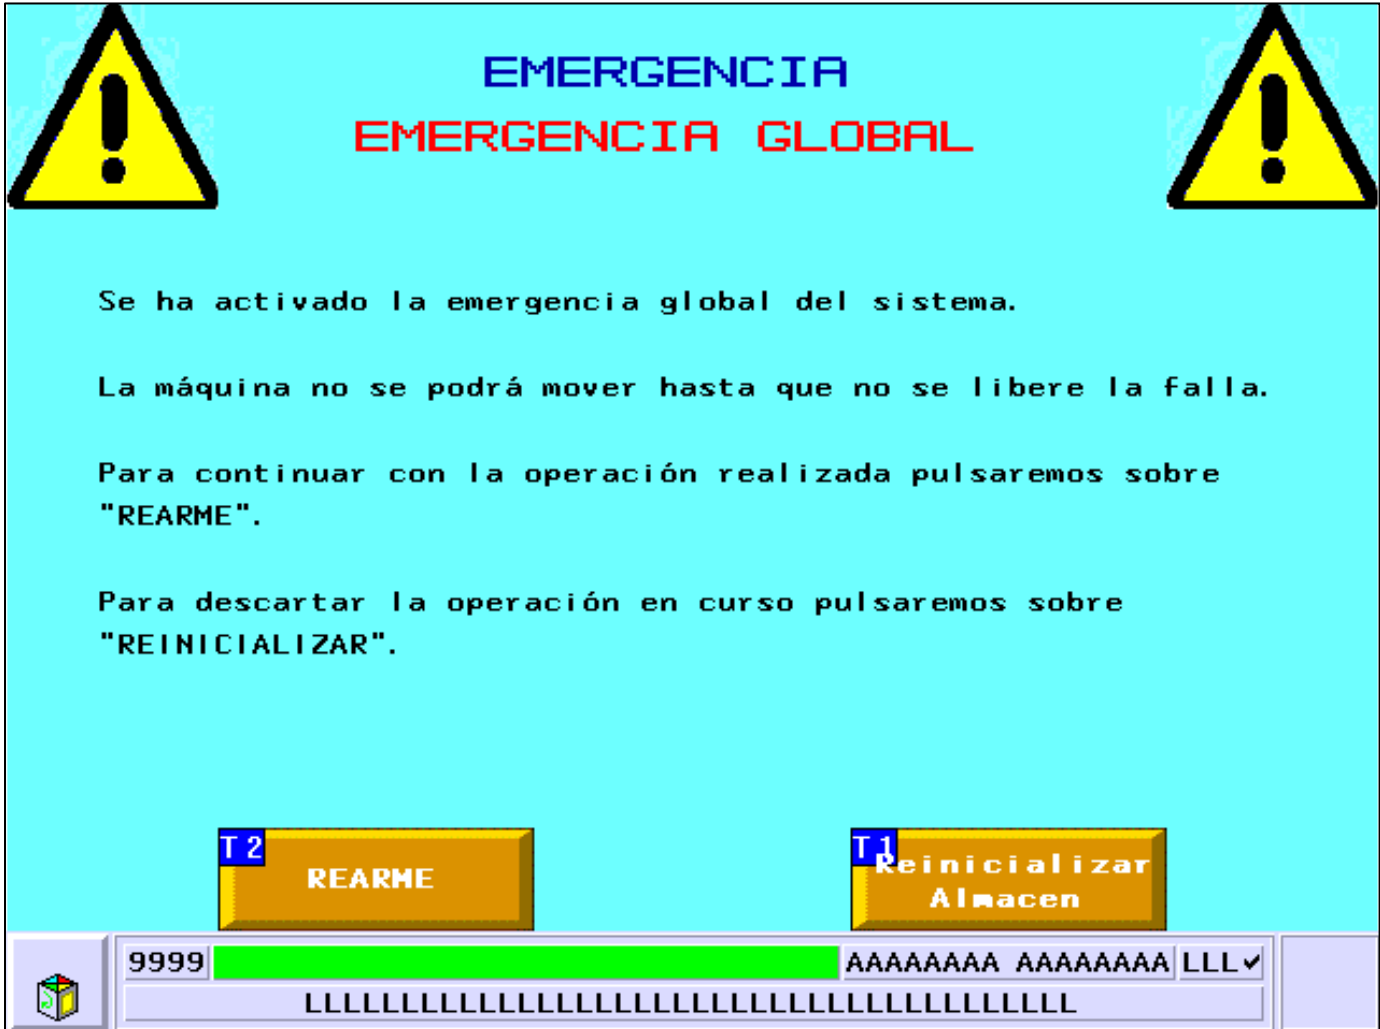 EMERGENCIA
EMERGENCIA GLOBAL
Se ha activado la emergencia global del sistema.
La máquina no se podrá mover hasta que no se libere la falla.
Para continuar con la operación realizada pulsaremos sobre
"REARME".
Para descartar la operación en curso pulsaremos sobre
"REINICIALIZAR".
T2
REARME
T1
Reinicializar
Almacen
9999 AAAAAAAA AAAAAAAA LLL✓
LLLLLLLLLLLLLLLLLLLLLLLLLLLLLLLLLLLLLLLL